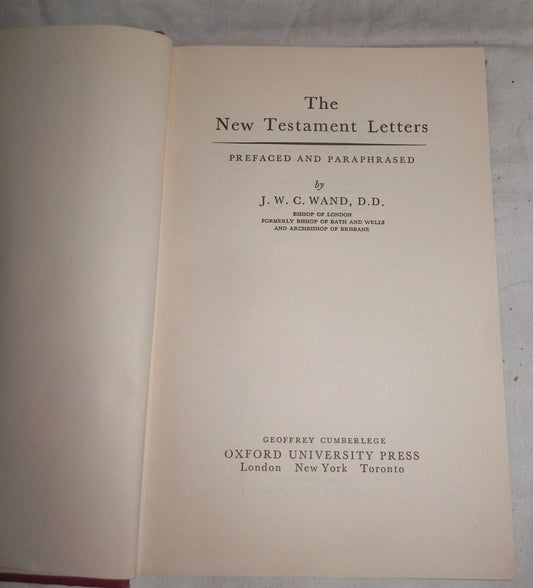 The
New Testament Letters
PREFACED AND PARAPHRASED
by
J. W. C. WAND, D.D.
BISHOP OF LONDON
FORMERLY BISHOP OF BATH AND WELLS
AND ARCHBISHOP OF BRISBANE
GEOFFREY CUMBERLEGE
OXFORD UNIVERSITY PRESS
London New York Toronto